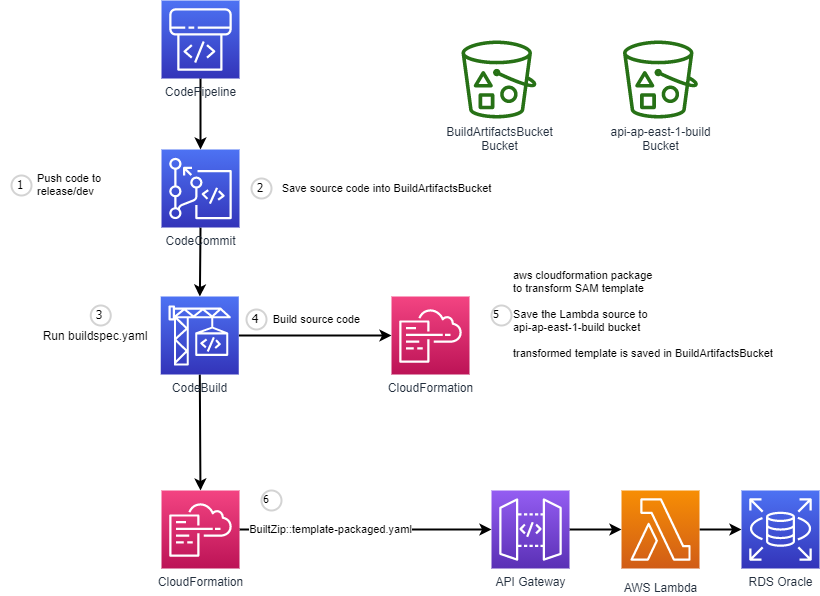 CodePipeline
BuildArtifactsBucket
Bucket
api-ap-east-1-build
Bucket
1
Push code to
release/dev
2
Save source code into BuildArtifactsBucket
CodeCommit
3
Run buildspec.yaml
4
Build source code
CodeBuild
CloudFormation
5
aws cloudformation package
to transform SAM template
Save the Lambda source to
api-ap-east-1-build bucket
transformed template is saved in BuildArtifactsBucket
6
BuiltZip::template-packaged.yaml
CloudFormation
API Gateway
AWS Lambda
RDS Oracle